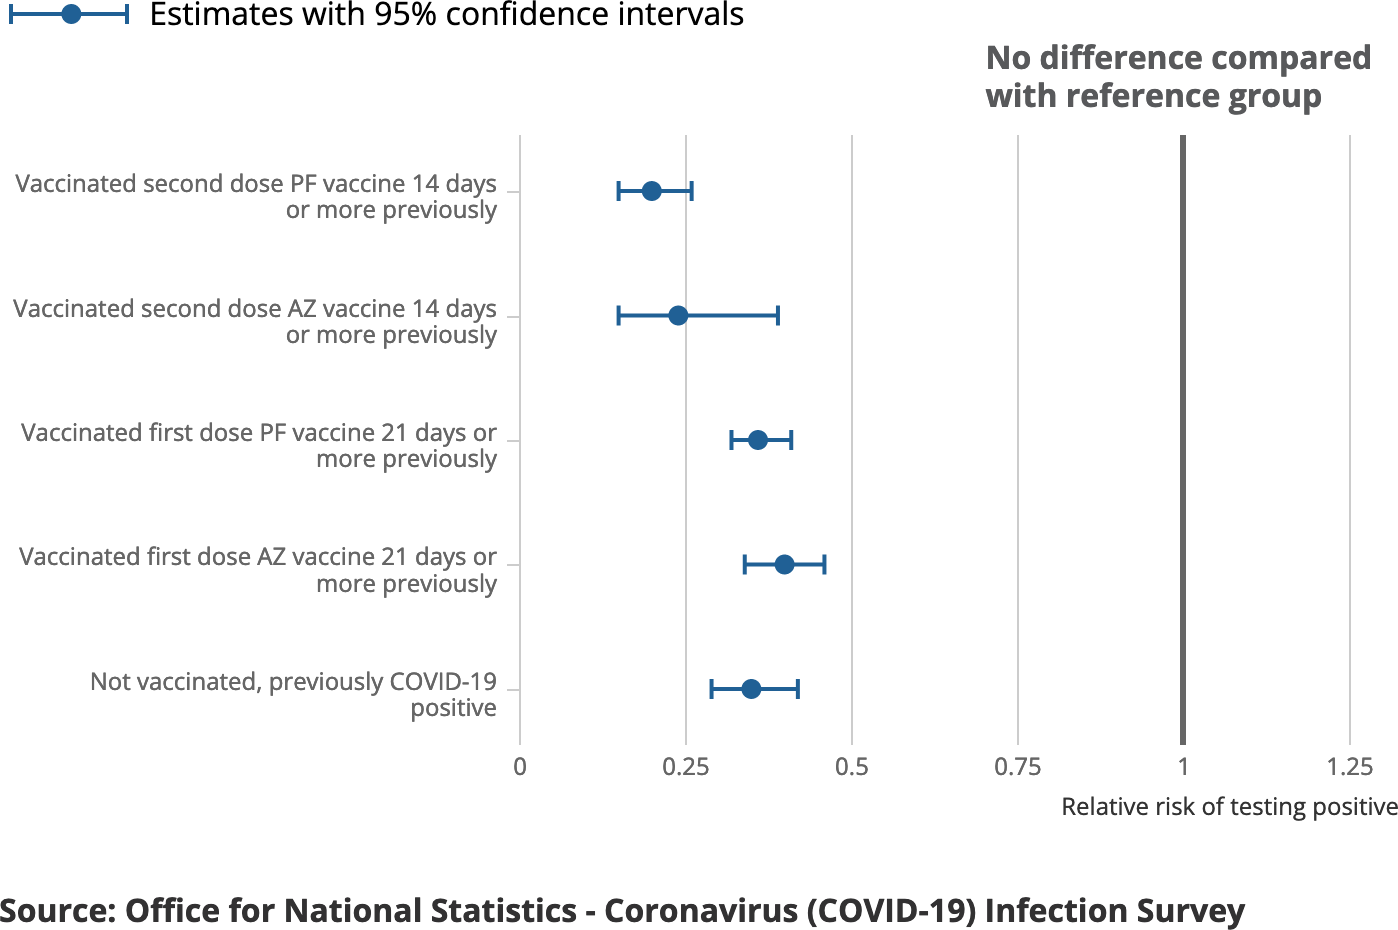 Estimates with 95% confidence intervals
No difference compared
with reference group
Vaccinated second dose PF vaccine 14 days
or more previously
Vaccinated second dose AZ vaccine 14 days
or more previously
Vaccinated first dose PF vaccine 21 days or
more previously
Vaccinated first dose AZ vaccine 21 days or
more previously
Not vaccinated, previously COVID-19
positive
0 0.25 0.5 0.75 1 1.25
Relative risk of testing positive
Source: Office for National Statistics - Coronavirus (COVID-19) Infection Survey